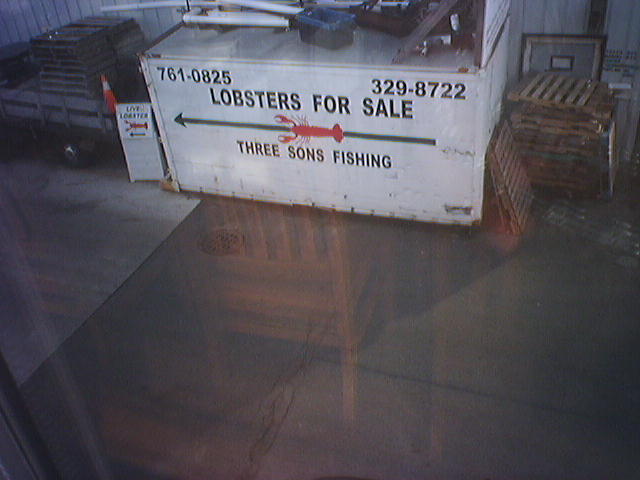 761-0825 329-8722
LOBSTERS FOR SALE
THREE SONS FISHING
LIVE
LOBSTER